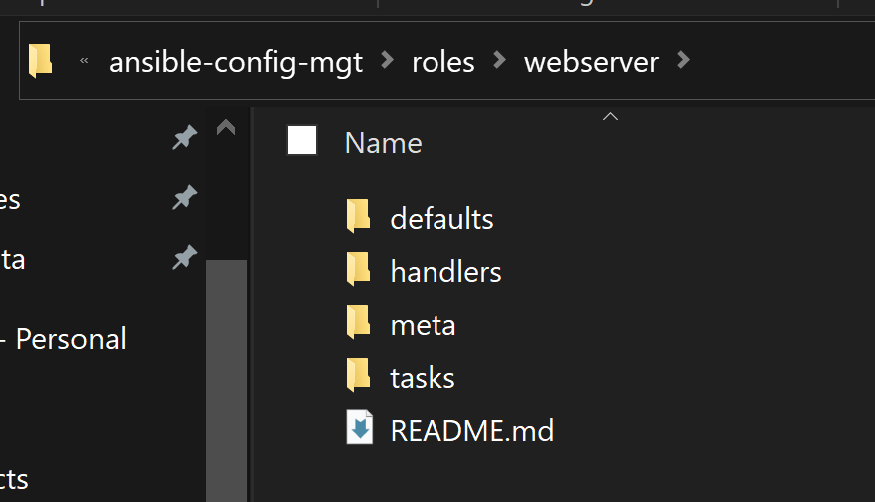 « ansible-config-mgt > roles > webserver >
Name
defaults
handlers
meta
tasks
README.md
es
ta
- Personal
cts